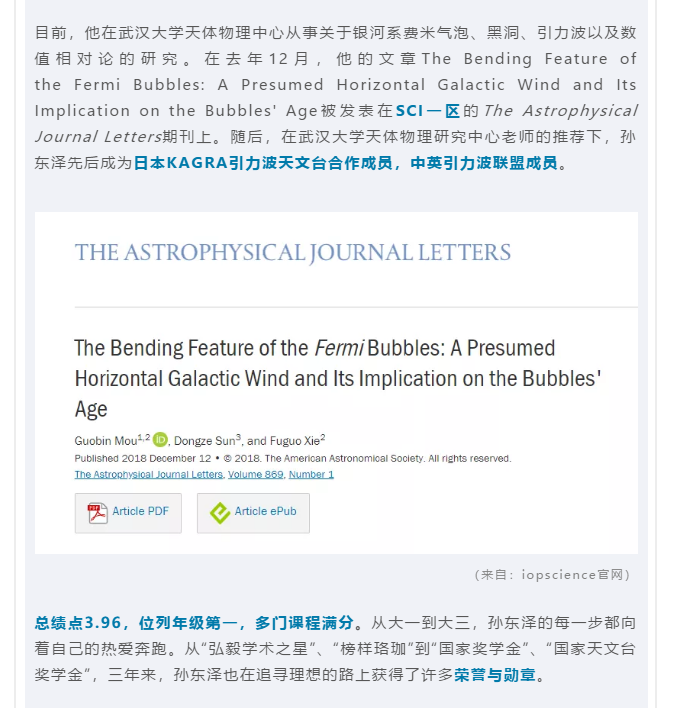 目前，他在武汉大学天体物理中心从事关于银河系费米气泡、黑洞、引力波以及数
值相对论的研究。在去年12月，他的文章The Bending Feature of
the Fermi Bubbles: A Presumed Horizontal Galactic Wind and Its
Implication on the Bubbles' Age被发表在SCI一区的The Astrophysical
Journal Letters期刊上。随后，在武汉大学天体物理研究中心老师的推荐下，孙
东泽先后成为日本KAGRA引力波天文台合作成员，中英引力波联盟成员。
THE ASTROPHYSICAL JOURNAL LETTERS
The Bending Feature of the Fermi Bubbles: A Presumed
Horizontal Galactic Wind and Its Implication on the Bubbles'
Age
Guobin Mou1,2 iD, Dongze Sun3, and Fuguo Xie2
Published 2018 December 12 • © 2018. The American Astronomical Society. All rights reserved.
The Astrophysical Journal Letters, Volume 869, Number 1
PDF Article PDF
Article ePub
（来自：iopscience官网）
总绩点3.96，位列年级第一，多门课程满分。从大一到大三，孙东泽的每一步都向
着自己的热爱奔跑。从“弘毅学术之星”、“榜样珞珈”到“国家奖学金”、“国家天文台
奖学金”，三年来，孙东泽也在追寻理想的路上获得了许多荣誉与勋章。